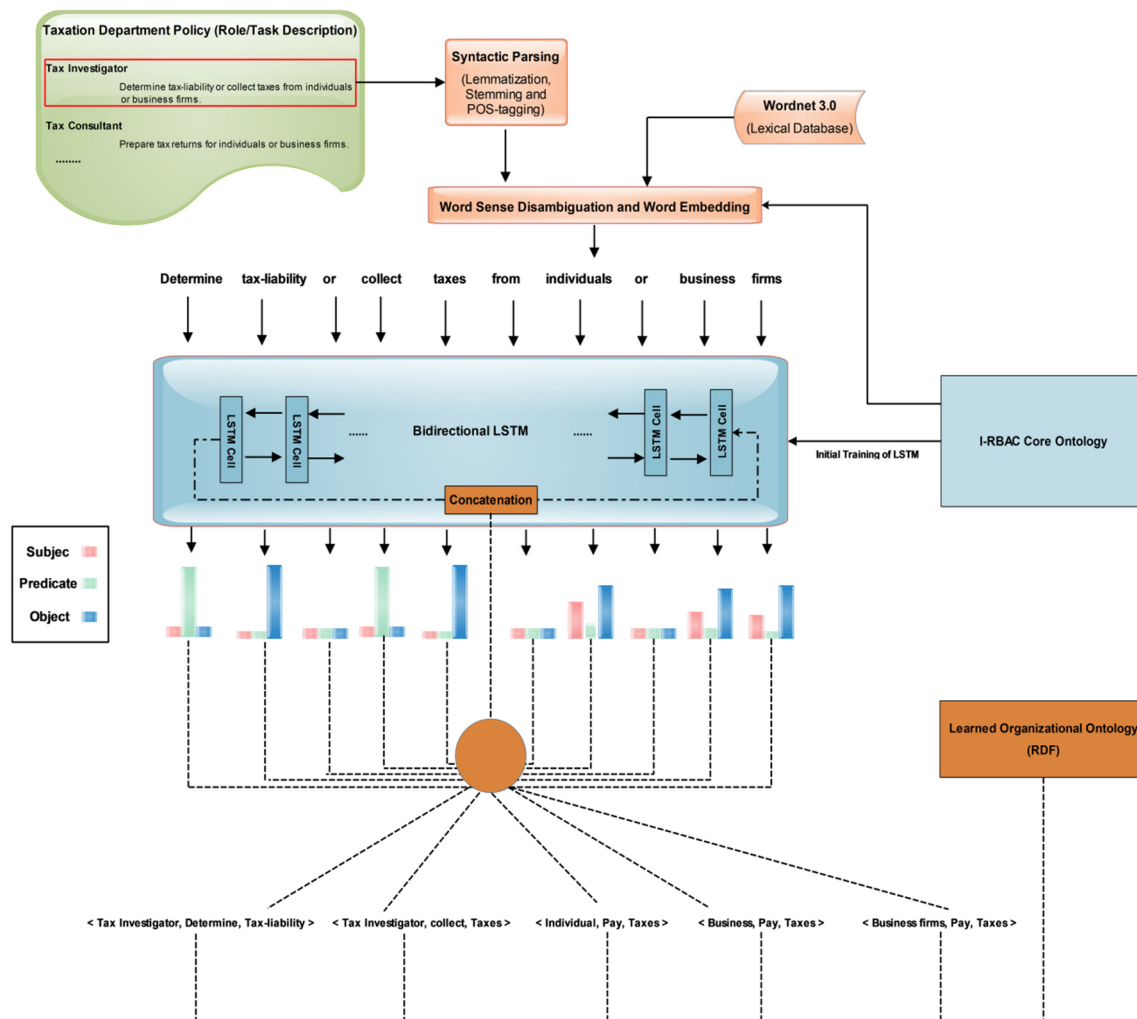 Taxation Department Policy (Role/Task Description)
Tax Investigator
Determine tax-liability or collect taxes from individuals
or business firms.
Tax Consultant
Prepare tax returns for individuals or business firms.
........
Syntactic Parsing
(Lemmatization,
Stemming and
POS-tagging)
Wordnet 3.0
(Lexical Database)
Word Sense Disambiguation and Word Embedding
Determine tax-liability or collect taxes from individuals or business firms
LSTM Cell
LSTM Cell
......
Bidirectional LSTM
......
LSTM Cell
LSTM Cell
Concatenation
Initial Training of LSTM
I-RBAC Core Ontology
Subjec
Predicate
Object
Learned Organizational Ontology
(RDF)
< Tax Investigator, Determine, Tax-liability > < Tax Investigator, collect, Taxes > < Individual, Pay, Taxes > < Business, Pay, Taxes > < Business firms, Pay, Taxes >